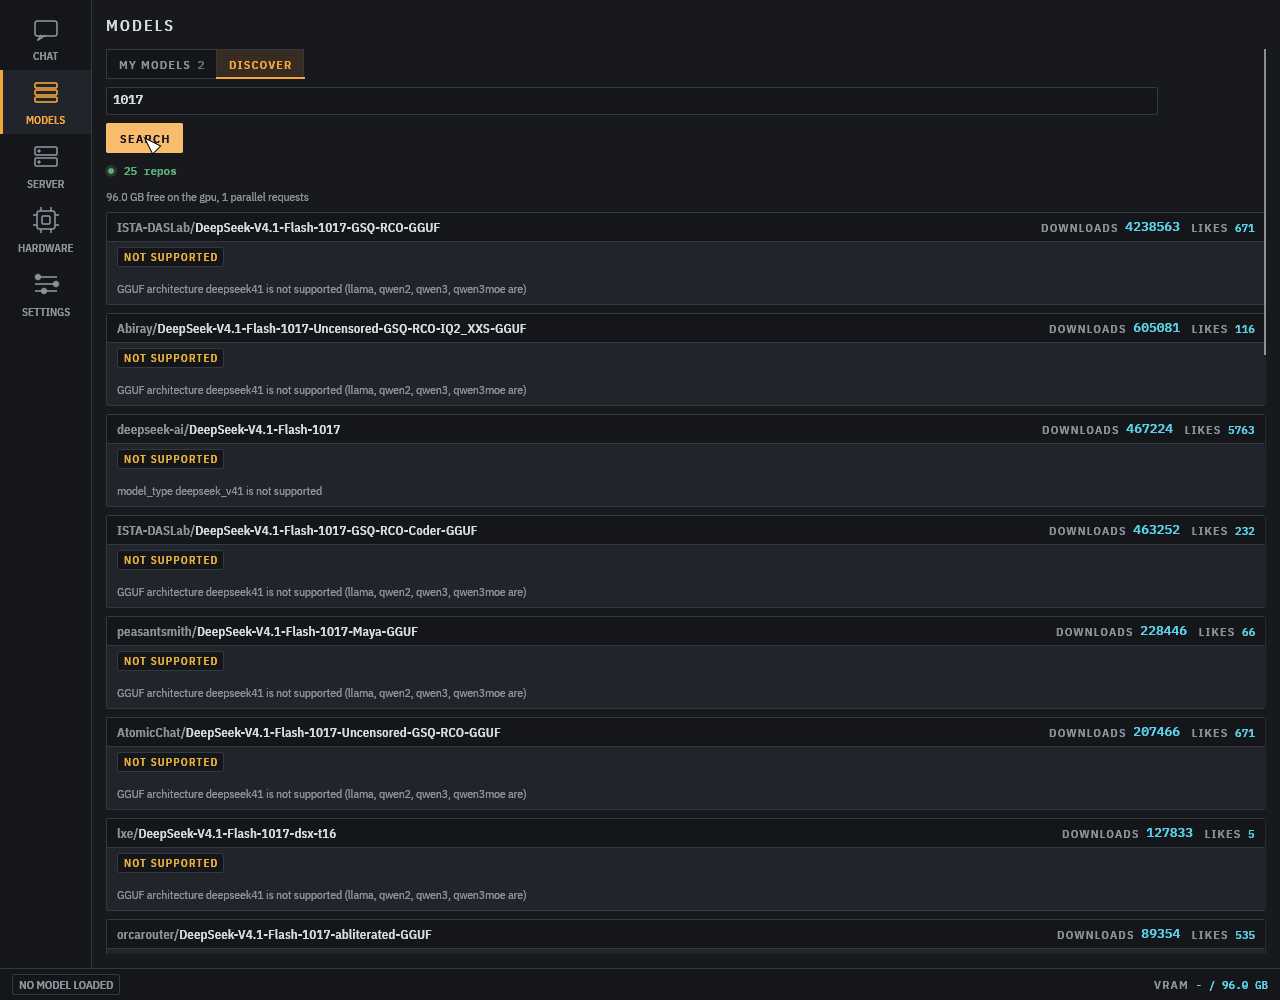 MODELS
CHAT
MODELS
SERVER
HARDWARE
SETTINGS
MY MODELS 2 DISCOVER
1017
SEARCH
25 repos
96.0 GB free on the gpu, 1 parallel requests
ISTA-DASLab/DeepSeek-V4.1-Flash-1017-GSQ-RCO-GGUF DOWNLOADS 4238563 LIKES 671
NOT SUPPORTED
GGUF architecture deepseek41 is not supported (llama, qwen2, qwen3, qwen3moe are)
Abiray/DeepSeek-V4.1-Flash-1017-Uncensored-GSQ-RCO-IQ2_XXS-GGUF DOWNLOADS 605081 LIKES 116
NOT SUPPORTED
GGUF architecture deepseek41 is not supported (llama, qwen2, qwen3, qwen3moe are)
deepseek-ai/DeepSeek-V4.1-Flash-1017 DOWNLOADS 467224 LIKES 5763
NOT SUPPORTED
model_type deepseek_v41 is not supported
ISTA-DASLab/DeepSeek-V4.1-Flash-1017-GSQ-RCO-Coder-GGUF DOWNLOADS 463252 LIKES 232
NOT SUPPORTED
GGUF architecture deepseek41 is not supported (llama, qwen2, qwen3, qwen3moe are)
peasantsmith/DeepSeek-V4.1-Flash-1017-Maya-GGUF DOWNLOADS 228446 LIKES 66
NOT SUPPORTED
GGUF architecture deepseek41 is not supported (llama, qwen2, qwen3, qwen3moe are)
AtomicChat/DeepSeek-V4.1-Flash-1017-Uncensored-GSQ-RCO-GGUF DOWNLOADS 207466 LIKES 671
NOT SUPPORTED
GGUF architecture deepseek41 is not supported (llama, qwen2, qwen3, qwen3moe are)
lxe/DeepSeek-V4.1-Flash-1017-dsx-t16 DOWNLOADS 127833 LIKES 5
NOT SUPPORTED
GGUF architecture deepseek41 is not supported (llama, qwen2, qwen3, qwen3moe are)
orcarouter/DeepSeek-V4.1-Flash-1017-abliterated-GGUF DOWNLOADS 89354 LIKES 535
NO MODEL LOADED VRAM - / 96.0 GB